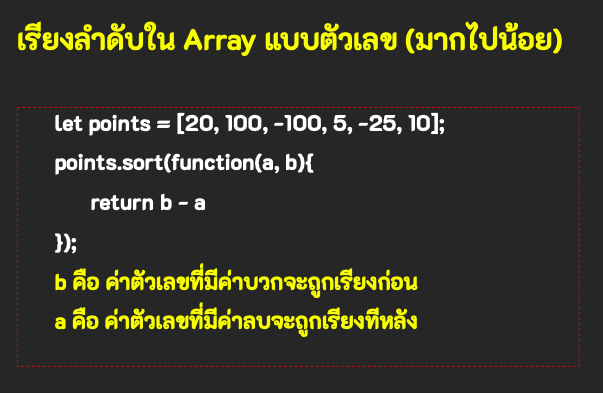 เรียงลำดับใน Array แบบตัวเลข (มากไปน้อย)
let points = [20, 100, -100, 5, -25, 10];
points.sort(function(a, b){
return b - a
});
b คือ ค่าตัวเลขที่มีค่าบวกจะถูกเรียงก่อน
a คือ ค่าตัวเลขที่มีค่าลบจะถูกเรียงทีหลัง